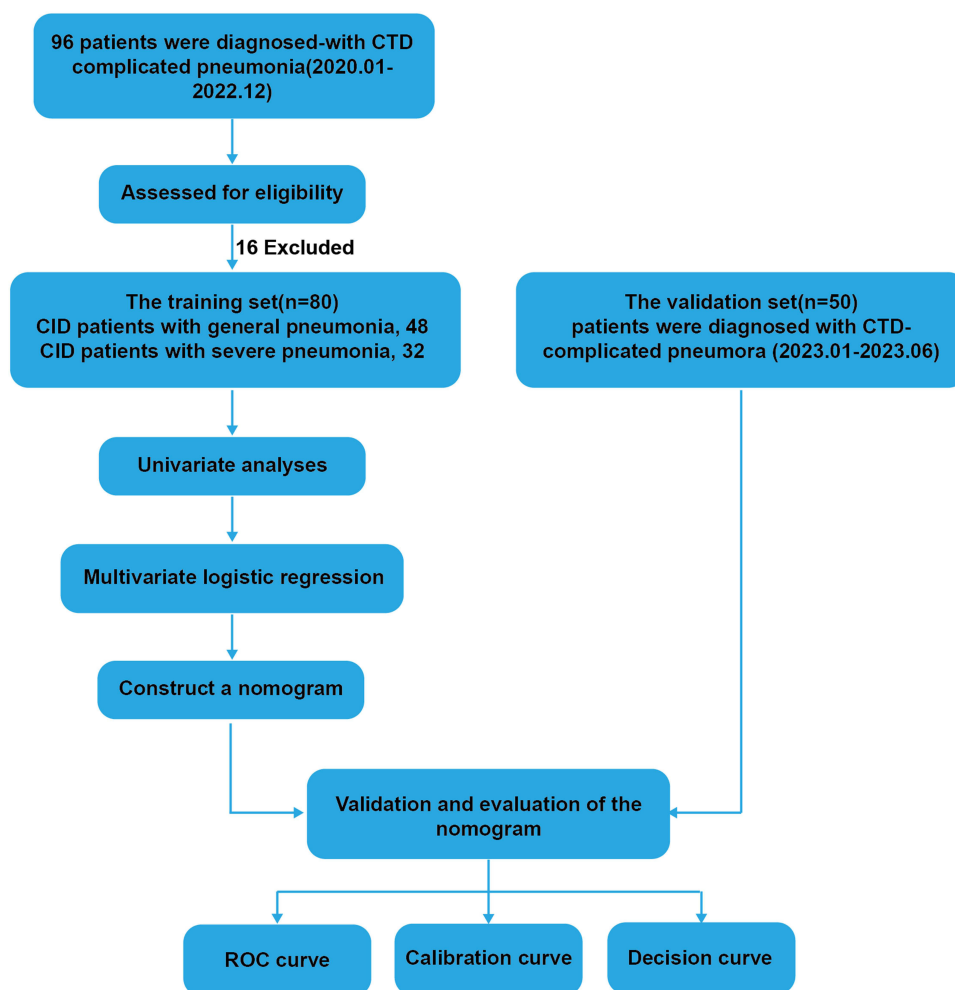 96 patients were diagnosed-with CTD
complicated pneumonia(2020.01-
2022.12)
Assessed for eligibility
16 Excluded
The training set(n=80)
CID patients with general pneumonia, 48
CID patients with severe pneumonia, 32
The validation set(n=50)
patients were diagnosed with CTD-
complicated pneumora (2023.01-2023.06)
Univariate analyses
Multivariate logistic regression
Construct a nomogram
Validation and evaluation of the
nomogram
ROC curve
Calibration curve
Decision curve